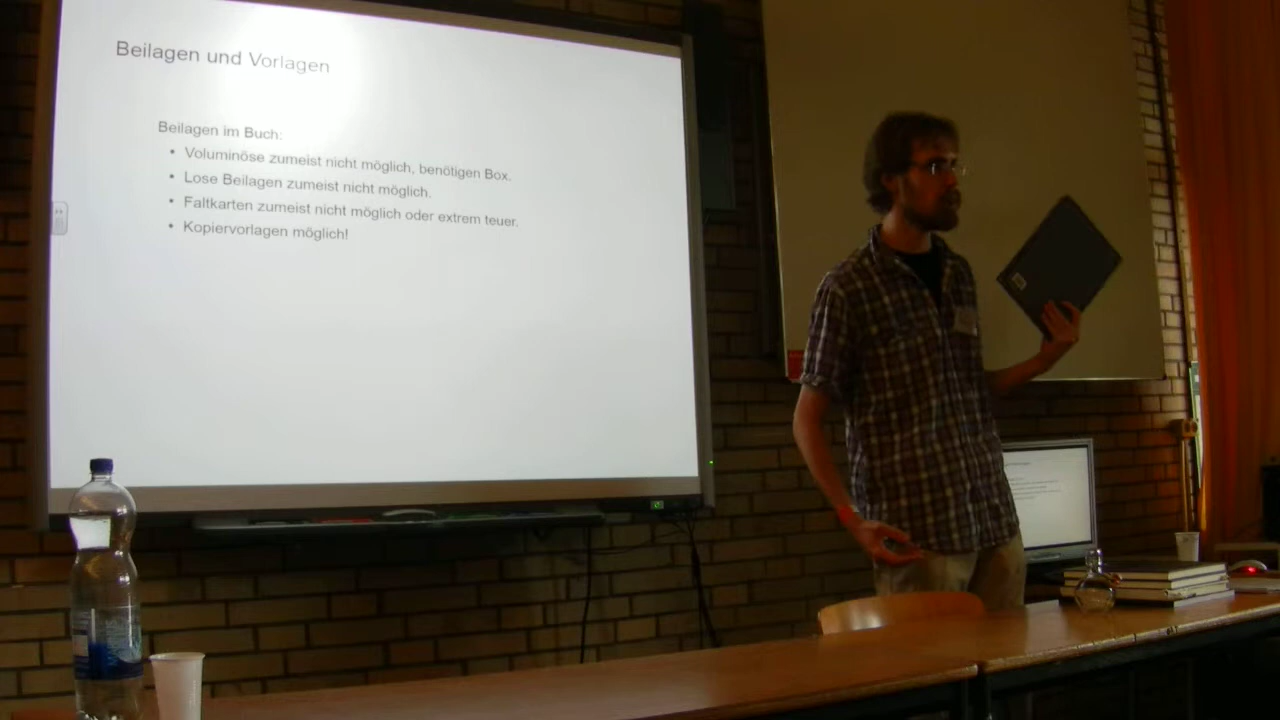 Beilagen und Vorlagen
Beilagen im Buch:
• Voluminöse zumeist nicht möglich, benötigen Box.
• Lose Beilagen zumeist nicht möglich.
• Faltkarten zumeist nicht möglich oder extrem teuer.
• Kopiervorlagen möglich!